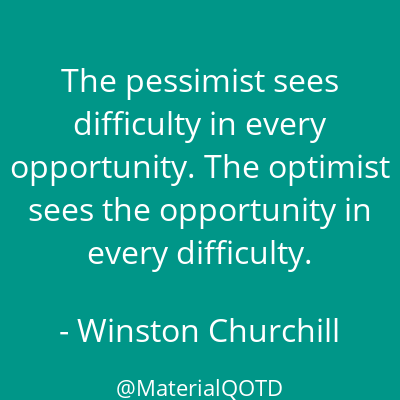 The pessimist sees
difficulty in every
opportunity. The optimist
sees the opportunity in
every difficulty.
- Winston Churchill
@MaterialQOTD